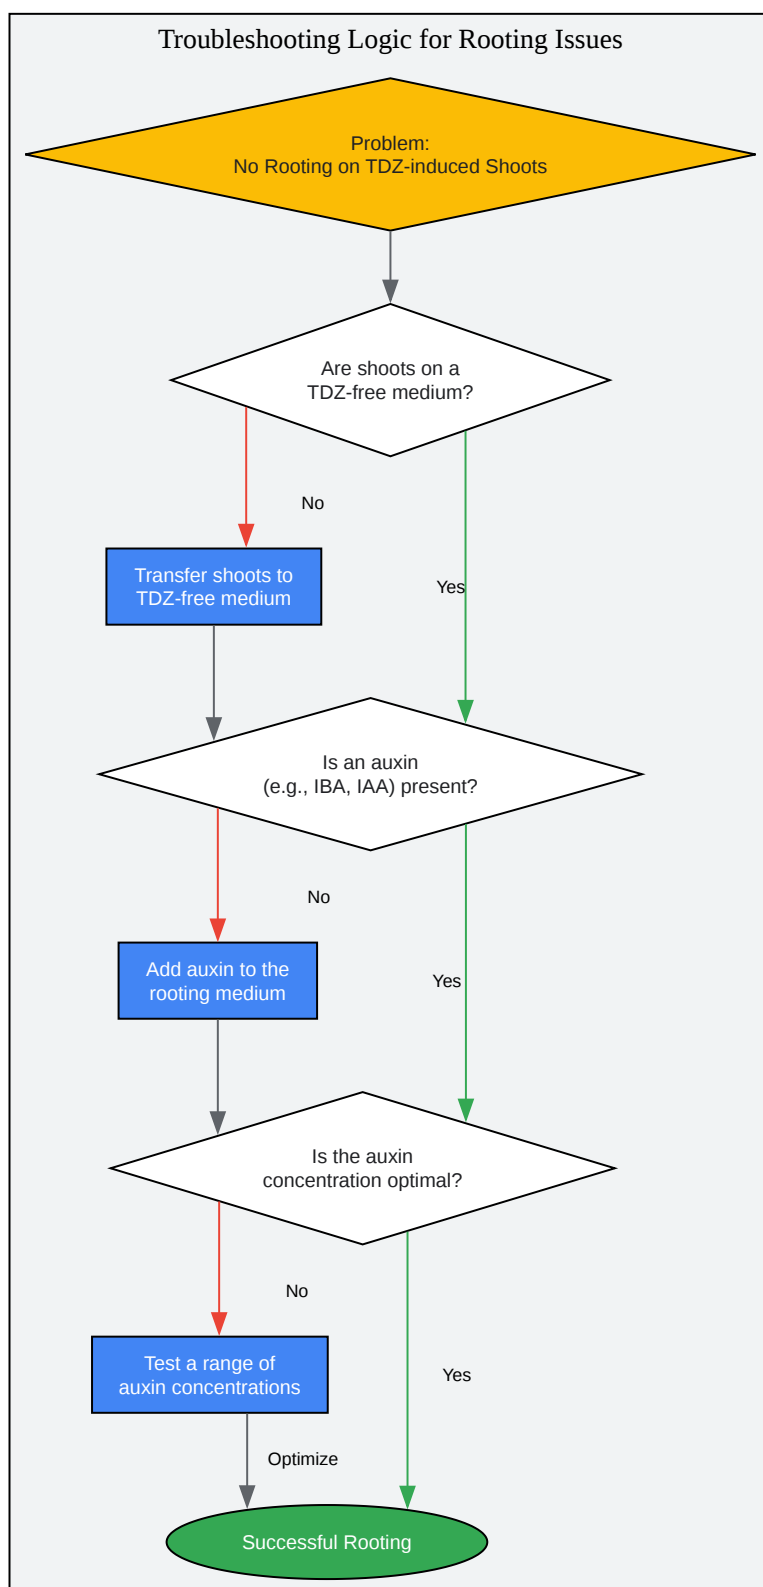 Troubleshooting Logic for Rooting Issues
Problem:
No Rooting on TDZ-induced Shoots
Are shoots on a
TDZ-free medium?
No
Transfer shoots to
TDZ-free medium
Yes
Is an auxin
(e.g., IBA, IAA) present?
No
Add auxin to the
rooting medium
Yes
Is the auxin
concentration optimal?
No
Test a range of
auxin concentrations
Yes
Optimize
Successful Rooting